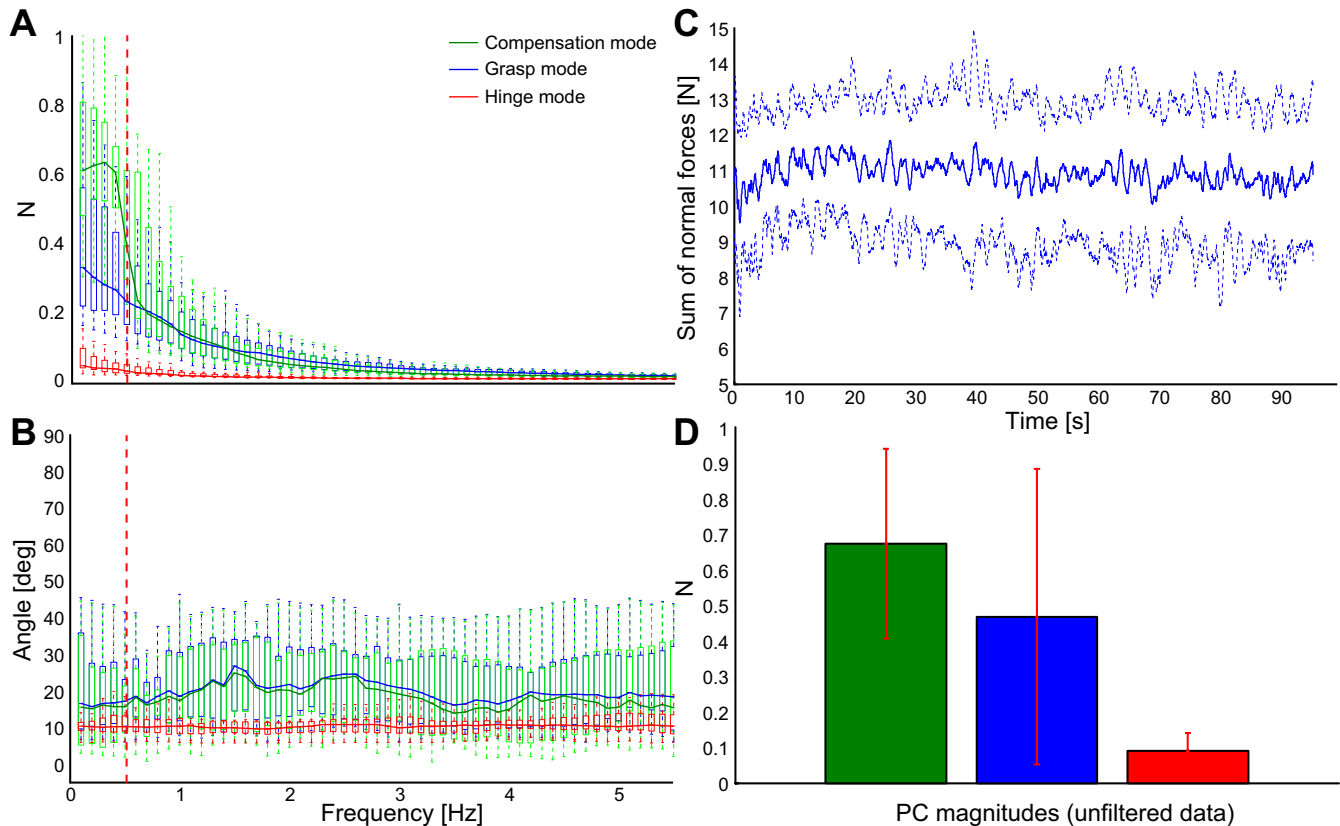 A
N
1
0.8
0.6
0.4
0.2
0
Compensation mode
Grasp mode
Hinge mode
B
Angle [deg]
90
80
70
60
50
40
30
20
10
0
0 1 2 3 4 5
Frequency [Hz]
C
Sum of normal forces [N]
15
14
13
12
11
10
9
8
7
6
5
0 10 20 30 40 50 60 70 80 90
Time [s]
D
N
1
0.9
0.8
0.7
0.6
0.5
0.4
0.3
0.2
0.1
0
PC magnitudes (unfiltered data)